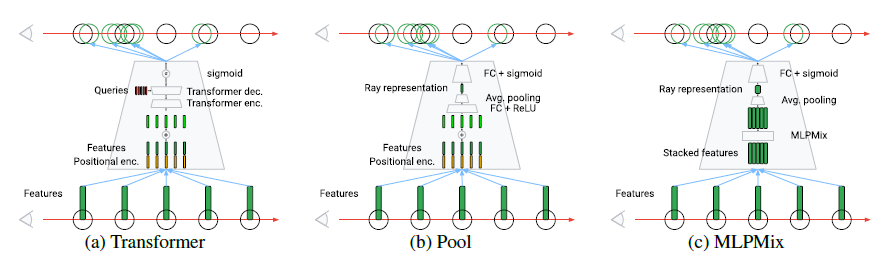 sigmoid
Queries
Transformer dec.
Transformer enc.
Features
Positional enc.
Features
(a) Transformer
FC + sigmoid
Ray representation
Avg. pooling
FC + ReLU
Features
Positional enc.
Features
(b) Pool
FC + sigmoid
Ray representation
Avg. pooling
MLPMix
Stacked features
Features
(c) MLPMix